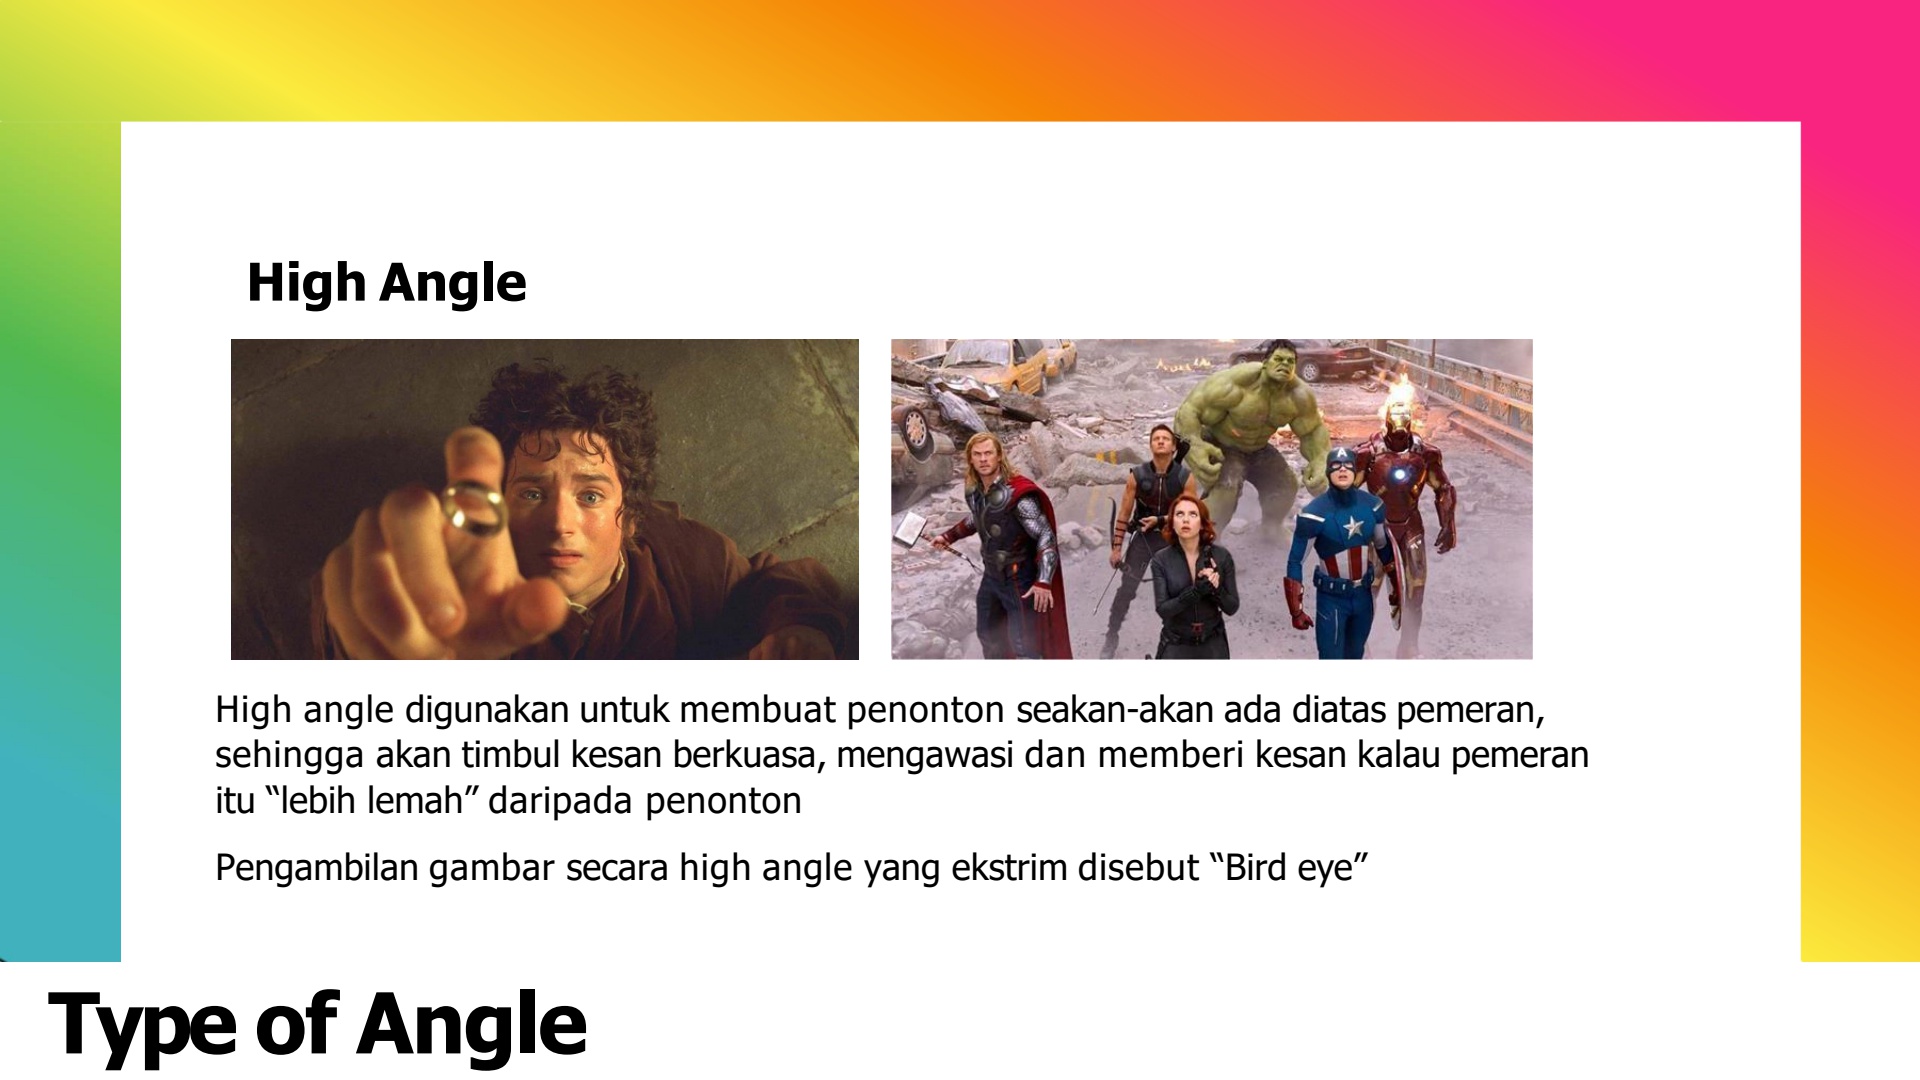 High Angle
High angle digunakan untuk membuat penonton seakan-akan ada diatas pemeran,
sehingga akan timbul kesan berkuasa, mengawasi dan memberi kesan kalau pemeran
itu “lebih lemah” daripada penonton
Pengambilan gambar secara high angle yang ekstrim disebut “Bird eye”
Type of Angle